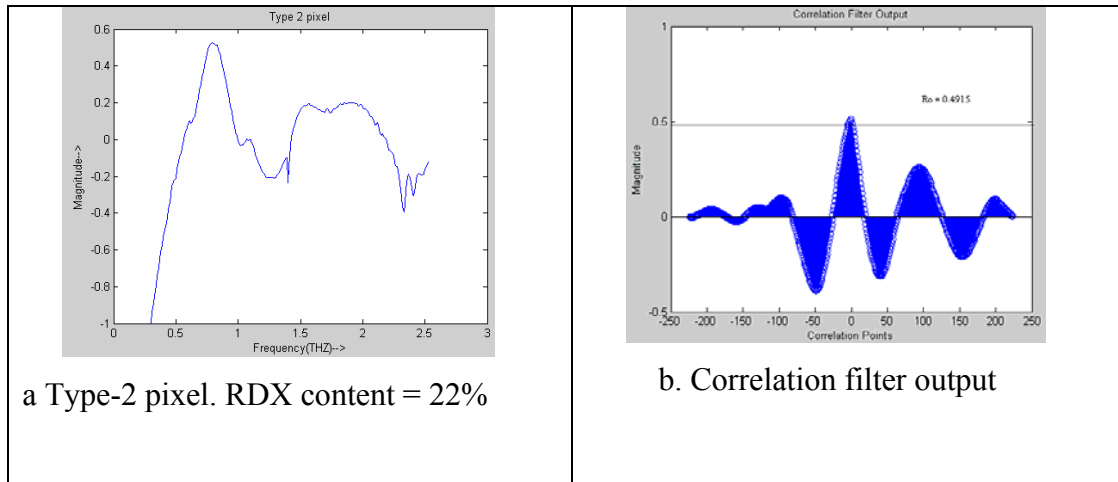 Type 2 pixel
0.6
0.4
0.2
0
-0.2
-0.4
-0.6
-0.8
-1
Magnitude-->
0 0.5 1 1.5 2 2.5 3
Frequency(THZ)-->
a Type-2 pixel. RDX content = 22%
Correlation Filter Output
1
0.5
0
-0.5
Magnitude
Ro = 0.4915
-250 -200 -150 -100 -50 0 50 100 150 200 250
Correlation Points
b. Correlation filter output